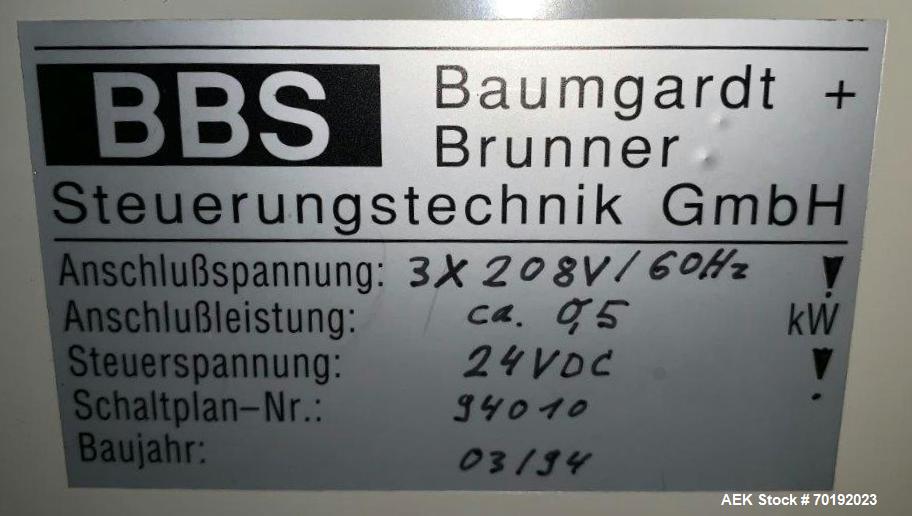 BBS Baumgardt +
Brunner
Steuerungstechnik GmbH
Anschlußspannung: 3X208V/60Hz
Anschlußleistung: ca. 0,5 kW
Steuerspannung: 24VDC
Schaltplan-Nr.: 94010
Baujahr: 03/94
AEK Stock # 70192023